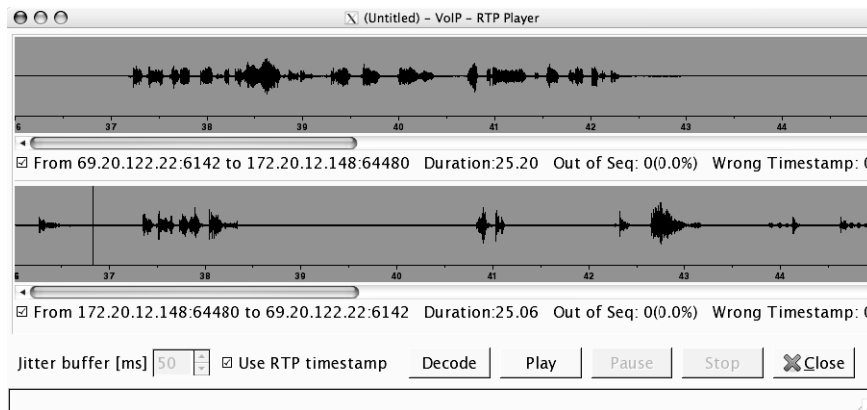 (Untitled) – VoIP – RTP Player
6 37 38 39 40 41 42 43 44
☑ From 69.20.122.22:6142 to 172.20.12.148:64480 Duration:25.20 Out of Seq: 0(0.0%) Wrong Timestamp: 0
6 37 38 39 40 41 42 43 44
☑ From 172.20.12.148:64480 to 69.20.122.22:6142 Duration:25.06 Out of Seq: 0(0.0%) Wrong Timestamp: 0
Jitter buffer [ms] 50 ☑ Use RTP timestamp Decode Play Pause Stop Close